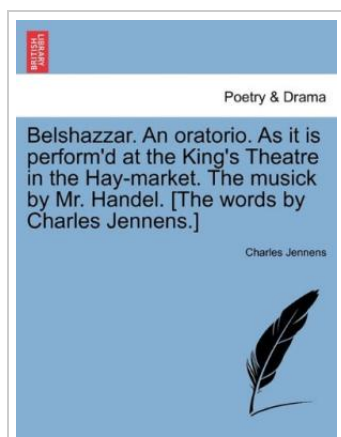 BRITISH
LIBRARY
Poetry & Drama
Belshazzar. An oratorio. As it is
perform'd at the King's Theatre
in the Hay-market. The musick
by Mr. Handel. [The words by
Charles Jennens.]
Charles Jennens